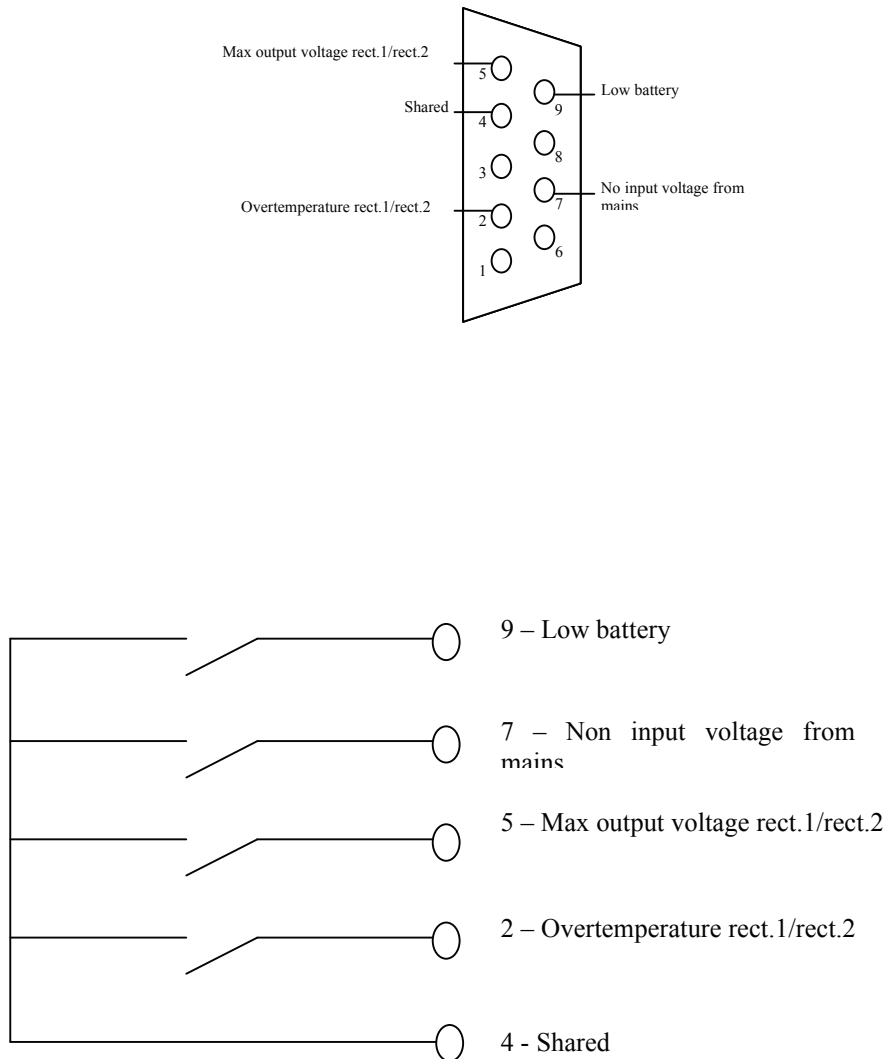 Max output voltage rect.1/rect.2
5
9
Low battery
Shared
4
8
3
No input voltage from
mains
7
Overtemperature rect.1/rect.2
2
6
1
9 – Low battery
7 – Non input voltage from
mains
5 – Max output voltage rect.1/rect.2
2 – Overtemperature rect.1/rect.2
4 - Shared